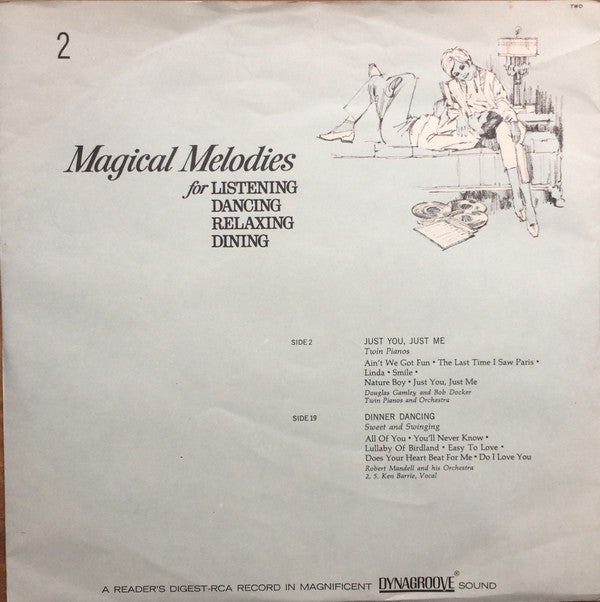 TWO
2
Magical Melodies
for LISTENING
DANCING
RELAXING
DINING
SIDE 2 JUST YOU, JUST ME
Twin Pianos
Ain't We Got Fun • The Last Time I Saw Paris •
Linda • Smile •
Nature Boy • Just You, Just Me
Douglas Gamley and Bob Docker
Twin Pianos and Orchestra
SIDE 19 DINNER DANCING
Sweet and Swinging
All Of You • You'll Never Know •
Lullaby Of Birdland • Easy To Love •
Does Your Heart Beat For Me • Do I Love You
Robert Mandell and his Orchestra
2, 5. Ken Barrie, Vocal
A READER'S DIGEST-RCA RECORD IN MAGNIFICENT DYNAGROOVE® SOUND